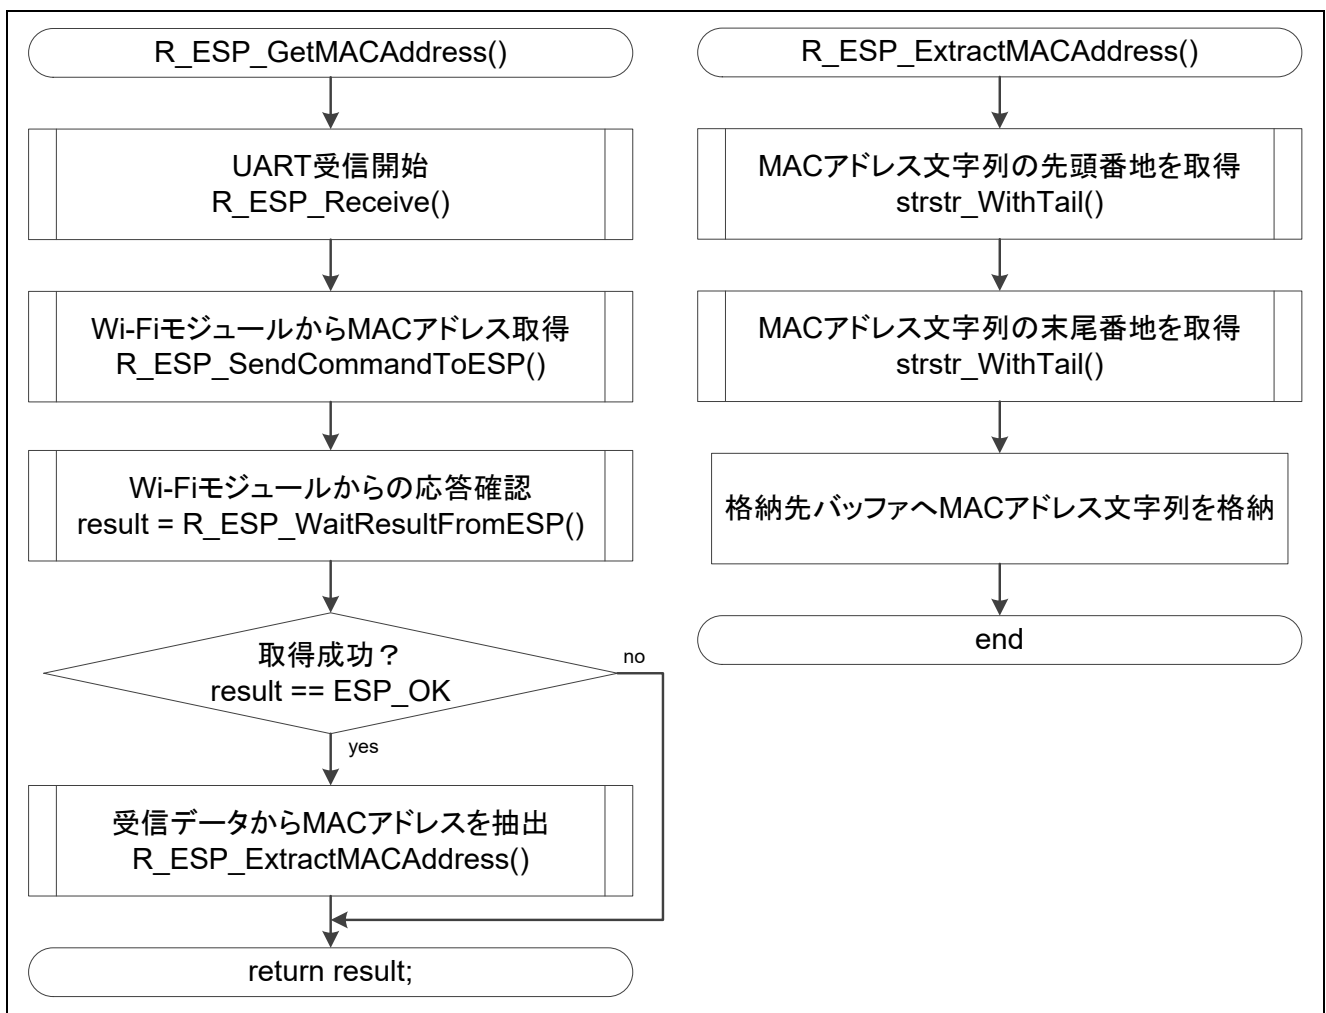 R_ESP_GetMACAddress()
UART受信開始
R_ESP_Receive()
Wi-FiモジュールからMACアドレス取得
R_ESP_SendCommandToESP()
Wi-Fiモジュールからの応答確認
result = R_ESP_WaitResultFromESP()
取得成功？
result == ESP_OK
no
yes
受信データからMACアドレスを抽出
R_ESP_ExtractMACAddress()
return result;
R_ESP_ExtractMACAddress()
MACアドレス文字列の先頭番地を取得
strstr_WithTail()
MACアドレス文字列の末尾番地を取得
strstr_WithTail()
格納先バッファへMACアドレス文字列を格納
end